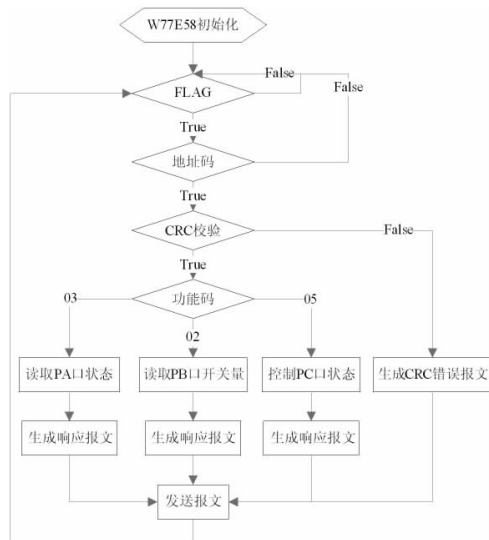 W77E58初始化
False
FLAG
False
True
地址码
True
CRC校验
False
True
03
功能码
05
02
读取PA口状态
读取PB口开关量
控制PC口状态
生成CRC错误报文
生成响应报文
生成响应报文
生成响应报文
发送报文